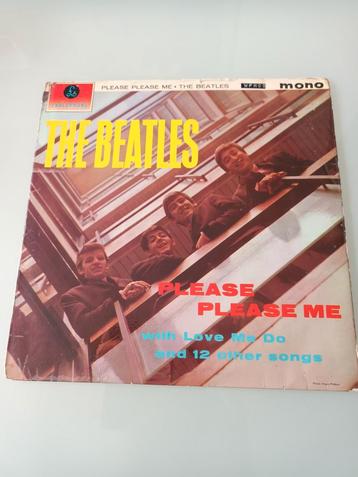 PARLOPHONE
PLEASE PLEASE ME • THE BEATLES
mono
THE BEATLES
PLEASE
PLEASE ME
with Love Me Do
and 12 other songs